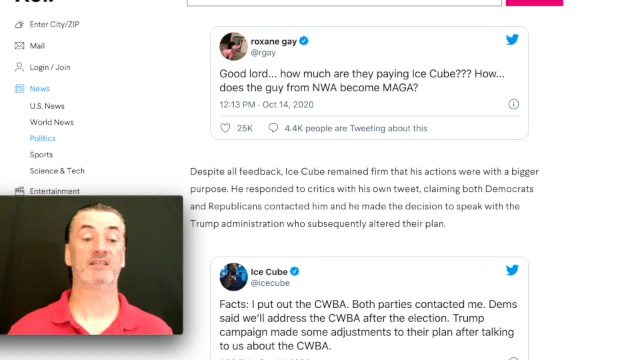 Enter City/ZIP
Mail
Login / Join
News
U.S. News
World News
Politics
Sports
Science & Tech
Entertainment
roxane gay
@rgay
Good lord... how much are they paying Ice Cube??? How...
does the guy from NWA become MAGA?
12:13 PM · Oct 14, 2020
25K 4.4K people are Tweeting about this
Despite all feedback, Ice Cube remained firm that his actions were with a bigger
purpose. He responded to critics with his own tweet, claiming both Democrats
and Republicans contacted him and he made the decision to speak with the
Trump administration who subsequently altered their plan.
Ice Cube
@icecube
Facts: I put out the CWBA. Both parties contacted me. Dems
said we'll address the CWBA after the election. Trump
campaign made some adjustments to their plan after talking
to us about the CWBA.